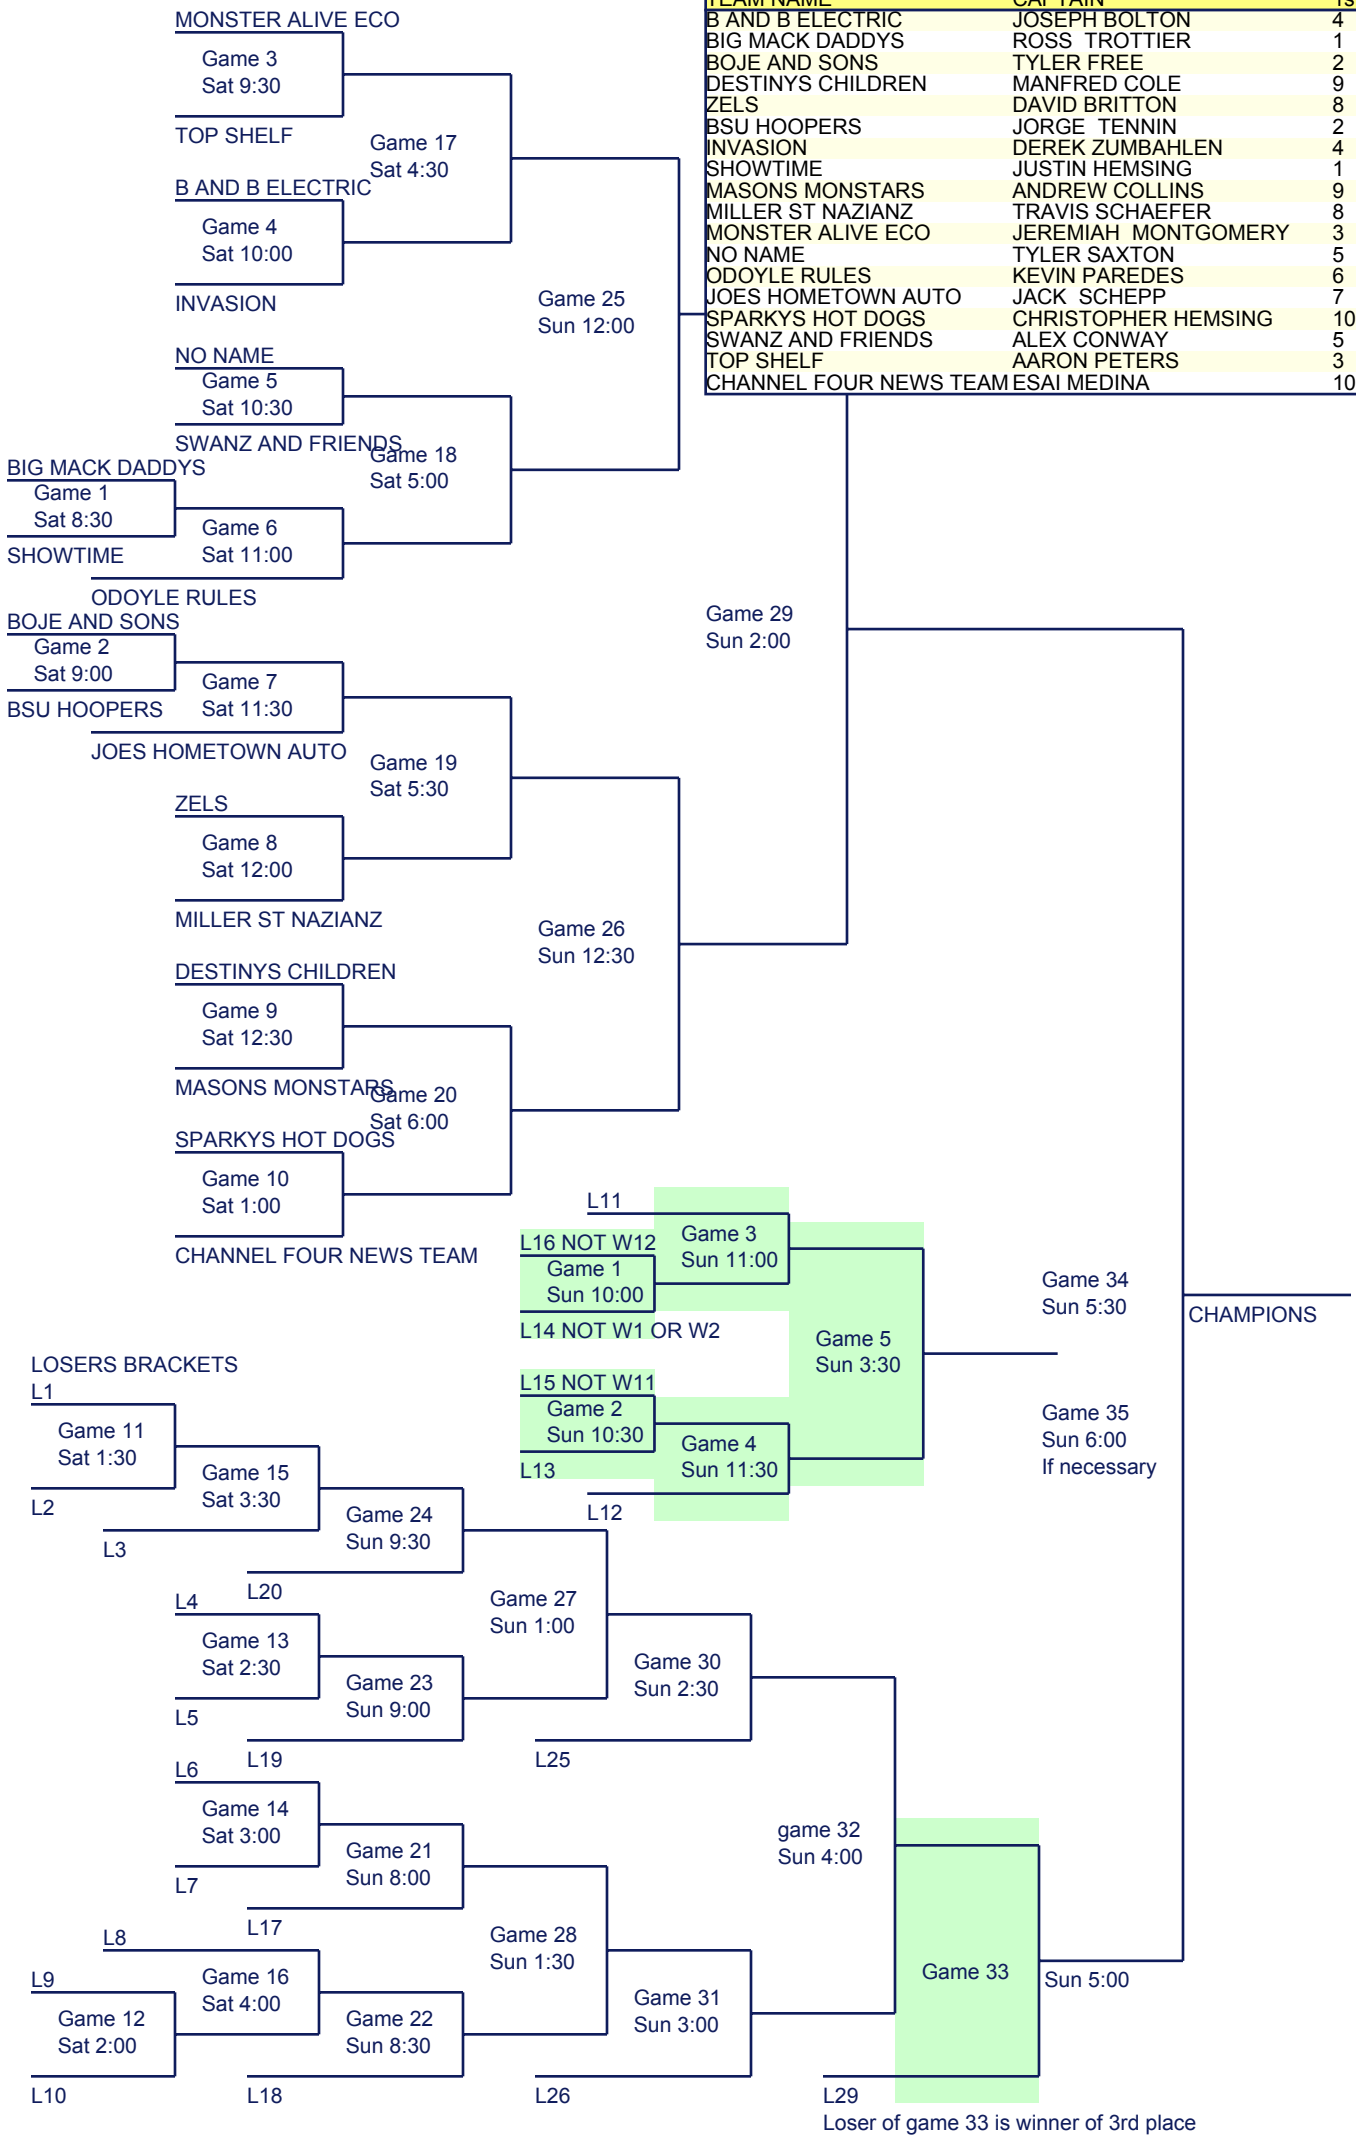 TEAM NAME CAPTAIN 1s
B AND B ELECTRIC JOSEPH BOLTON 4
BIG MACK DADDYS ROSS TROTTIER 1
BOJE AND SONS TYLER FREE 2
DESTINYS CHILDREN MANFRED COLE 9
ZELS DAVID BRITTON 8
BSU HOOPERS JORGE TENNIN 2
INVASION DEREK ZUMBAHLEN 4
SHOWTIME JUSTIN HEMSING 1
MASONS MONSTARS ANDREW COLLINS 9
MILLER ST NAZIANZ TRAVIS SCHAEFER 8
MONSTER ALIVE ECO JEREMIAH MONTGOMERY 3
NO NAME TYLER SAXTON 5
ODOYLE RULES KEVIN PAREDES 6
JOES HOMETOWN AUTO JACK SCHEPP 7
SPARKYS HOT DOGS CHRISTOPHER HEMSING 10
SWANZ AND FRIENDS ALEX CONWAY 5
TOP SHELF AARON PETERS 3
CHANNEL FOUR NEWS TEAM ESAI MEDINA 10
MONSTER ALIVE ECO
Game 3
Sat 9:30
TOP SHELF
Game 17
Sat 4:30
B AND B ELECTRIC
Game 4
Sat 10:00
INVASION
Game 25
Sun 12:00
NO NAME
Game 5
Sat 10:30
SWANZ AND FRIENDS
Game 18
Sat 5:00
BIG MACK DADDYS
Game 1
Sat 8:30
SHOWTIME
Game 6
Sat 11:00
ODOYLE RULES
BOJE AND SONS
Game 2
Sat 9:00
BSU HOOPERS
Game 7
Sat 11:30
JOES HOMETOWN AUTO
Game 29
Sun 2:00
Game 19
Sat 5:30
ZELS
Game 8
Sat 12:00
MILLER ST NAZIANZ
Game 26
Sun 12:30
DESTINYS CHILDREN
Game 9
Sat 12:30
MASONS MONSTARS
Game 20
Sat 6:00
SPARKYS HOT DOGS
Game 10
Sat 1:00
CHANNEL FOUR NEWS TEAM
L11
L16 NOT W12
Game 1
Sun 10:00
L14 NOT W1 OR W2
Game 3
Sun 11:00
L15 NOT W11
Game 2
Sun 10:30
L13
Game 4
Sun 11:30
L12
Game 5
Sun 3:30
Game 34
Sun 5:30
CHAMPIONS
Game 35
Sun 6:00
If necessary
LOSERS BRACKETS
L1
Game 11
Sat 1:30
L2
Game 15
Sat 3:30
L3
Game 24
Sun 9:30
L20
L4
Game 13
Sat 2:30
L5
Game 23
Sun 9:00
L19
Game 27
Sun 1:00
Game 30
Sun 2:30
L25
L6
Game 14
Sat 3:00
L7
Game 21
Sun 8:00
L17
L8
L9
Game 12
Sat 2:00
L10
Game 16
Sat 4:00
Game 22
Sun 8:30
L18
Game 28
Sun 1:30
Game 31
Sun 3:00
L26
game 32
Sun 4:00
Game 33
Sun 5:00
L29
Loser of game 33 is winner of 3rd place